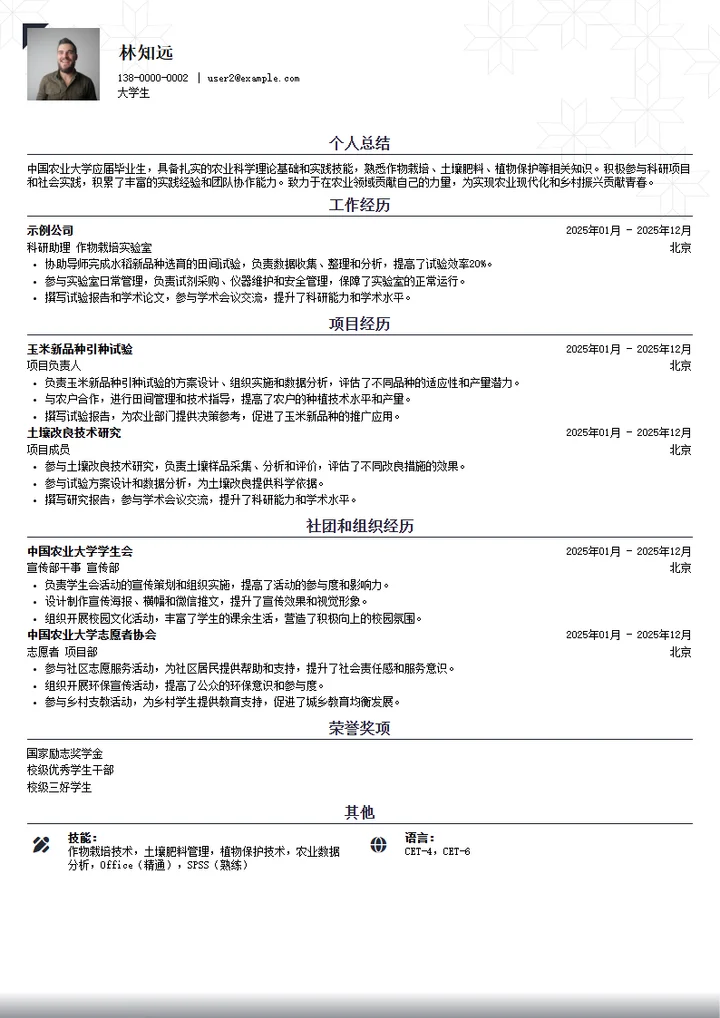 林知远
138-0000-0002 | user2@example.com
大学生
个人总结
中国农业大学应届毕业生，具备扎实的农业科学理论基础和实践技能，熟悉作物栽培、土壤肥料、植物保护等相关知识。积极参与科研项目
和社会实践，积累了丰富的实践经验和团队协作能力。致力于在农业领域贡献自己的力量，为实现农业现代化和乡村振兴贡献青春。
工作经历
示例公司 2025年01月 - 2025年12月
科研助理 作物栽培实验室 北京
• 协助导师完成水稻新品种选育的田间试验，负责数据收集、整理和分析，提高了试验效率20%。
• 参与实验室日常管理，负责试剂采购、仪器维护和安全管理，保障了实验室的正常运行。
• 撰写试验报告和学术论文，参与学术会议交流，提升了科研能力和学术水平。
项目经历
玉米新品种引种试验 2025年01月 - 2025年12月
项目负责人 北京
• 负责玉米新品种引种试验的方案设计、组织实施和数据分析，评估了不同品种的适应性和产量潜力。
• 与农户合作，进行田间管理和技术指导，提高了农户的种植技术水平和产量。
• 撰写试验报告，为农业部门提供决策参考，促进了玉米新品种的推广应用。
土壤改良技术研究 2025年01月 - 2025年12月
项目成员 北京
• 参与土壤改良技术研究，负责土壤样品采集、分析和评价，评估了不同改良措施的效果。
• 参与试验方案设计和数据分析，为土壤改良提供科学依据。
• 撰写研究报告，参与学术会议交流，提升了科研能力和学术水平。
社团和组织经历
中国农业大学学生会 2025年01月 - 2025年12月
宣传部干事 宣传部 北京
• 负责学生会活动的宣传策划和组织实施，提高了活动的参与度和影响力。
• 设计制作宣传海报、横幅和微信推文，提升了宣传效果和视觉形象。
• 组织开展校园文化活动，丰富了学生的课余生活，营造了积极向上的校园氛围。
中国农业大学志愿者协会 2025年01月 - 2025年12月
志愿者 项目部 北京
• 参与社区志愿服务活动，为社区居民提供帮助和支持，提升了社会责任感和服务意识。
• 组织开展环保宣传活动，提高了公众的环保意识和参与度。
• 参与乡村支教活动，为乡村学生提供教育支持，促进了城乡教育均衡发展。
荣誉奖项
国家励志奖学金
校级优秀学生干部
校级三好学生
其他
技能：
作物栽培技术，土壤肥料管理，植物保护技术，农业数据
分析，Office（精通），SPSS（熟练）
语言：
CET-4，CET-6